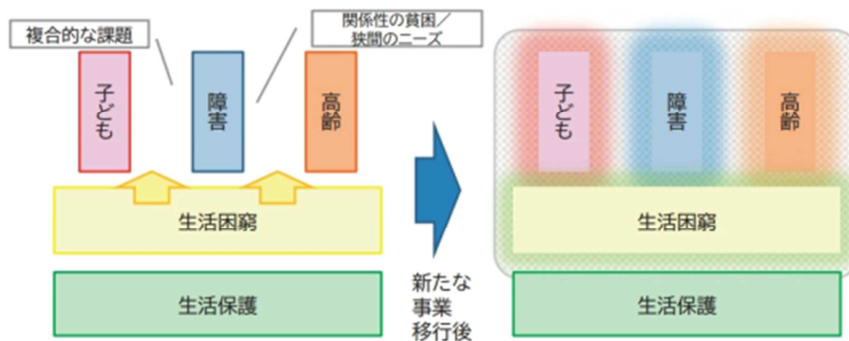 複合的な課題
関係性の貧困／
狭間のニーズ
子ども
障害
高齢
生活困窮
生活保護
新たな
事業
移行後
子ども
障害
高齢
生活困窮
生活保護